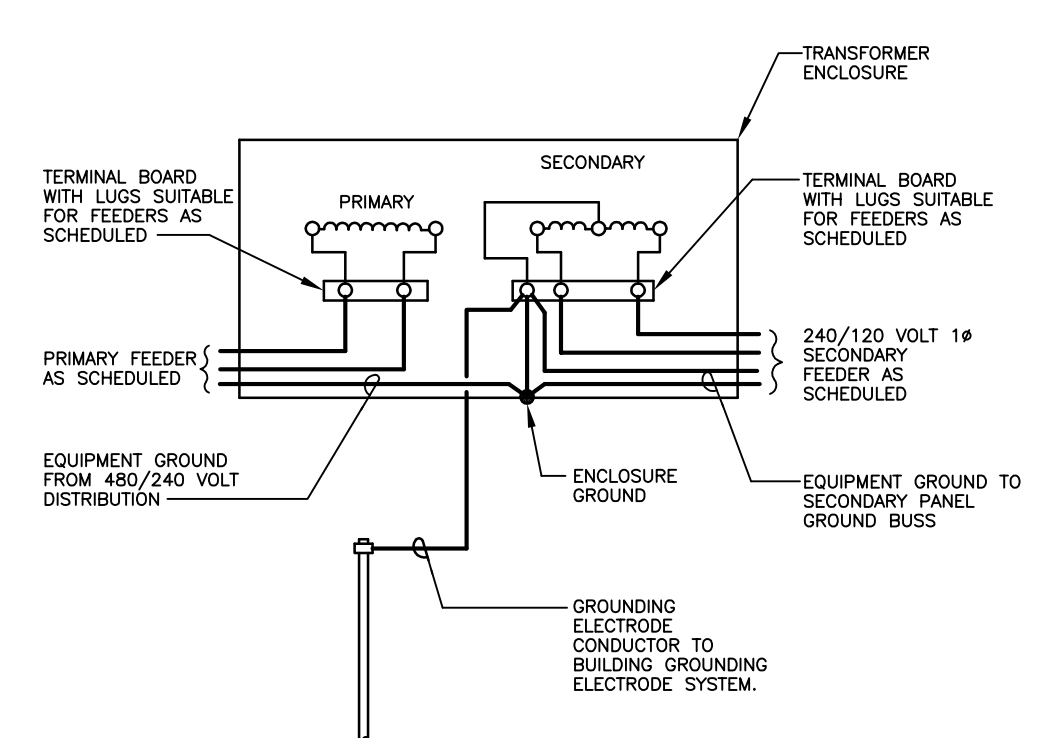 TRANSFORMER
ENCLOSURE
SECONDARY
PRIMARY
TERMINAL BOARD
WITH LUGS SUITABLE
FOR FEEDERS AS
SCHEDULED
TERMINAL BOARD
WITH LUGS SUITABLE
FOR FEEDERS AS
SCHEDULED
PRIMARY FEEDER
AS SCHEDULED
240/120 VOLT 1ø
SECONDARY
FEEDER AS
SCHEDULED
EQUIPMENT GROUND
FROM 480/240 VOLT
DISTRIBUTION
ENCLOSURE
GROUND
EQUIPMENT GROUND TO
SECONDARY PANEL
GROUND BUSS
GROUNDING
ELECTRODE
CONDUCTOR TO
BUILDING GROUNDING
ELECTRODE SYSTEM.